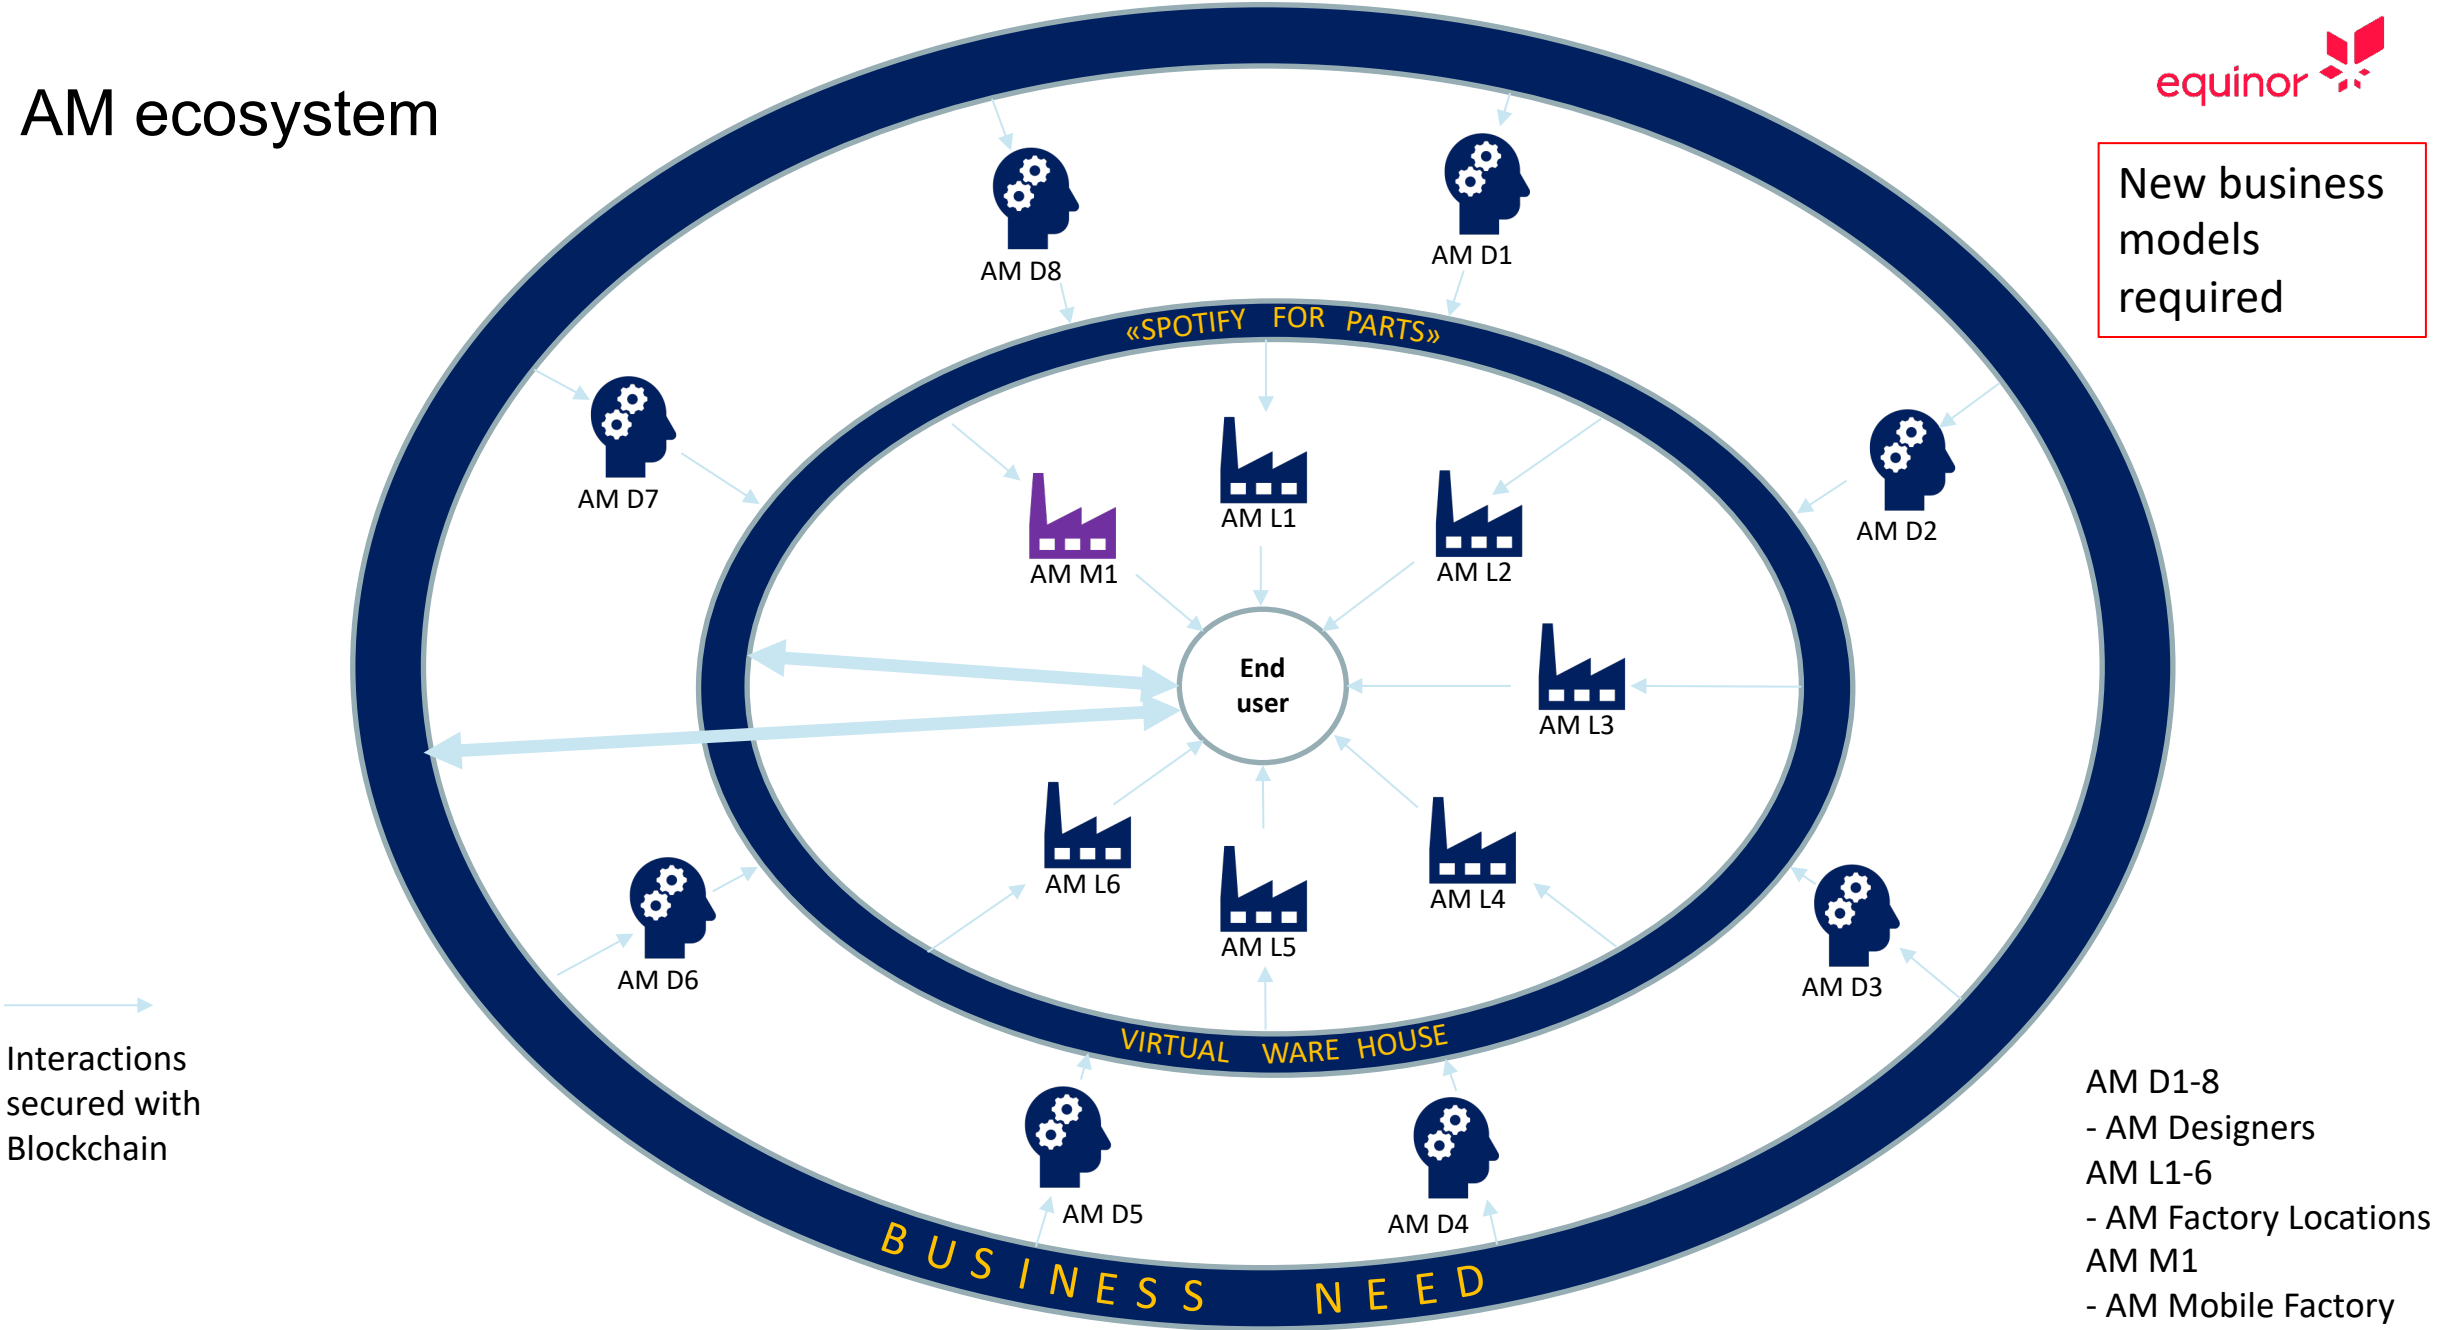 AM ecosystem
equinor
New business
models
required
AM D8
AM D1
«SPOTIFY FOR PARTS»
AM D7
AM D2
AM M1
AM L1
AM L2
End
user
AM L3
AM L6
AM L5
AM L4
AM D6
AM D3
VIRTUAL WARE HOUSE
AM D5
AM D4
BUSINESS NEED
Interactions
secured with
Blockchain
AM D1-8
- AM Designers
AM L1-6
- AM Factory Locations
AM M1
- AM Mobile Factory